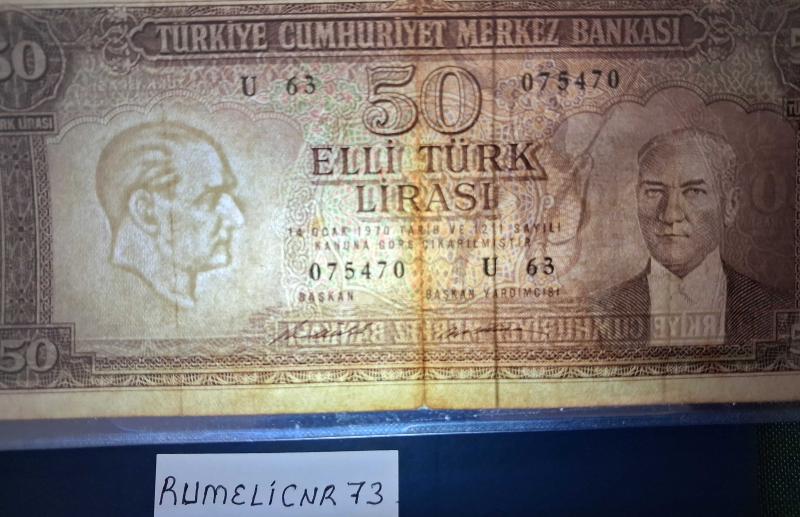 TÜRKİYE CUMHURİYET MERKEZ BANKASI
50
U 63 50 075470
RK LİRASI
ELLİ TÜRK
LİRASI
14 OCAK 1970 TARİH VE 1211 SAYILI
KANUNA GÖRE ÇIKARILMIŞTIR
075470 U 63
BAŞKAN BAŞKAN YARDIMCISI
50
RUMELİCNR 73